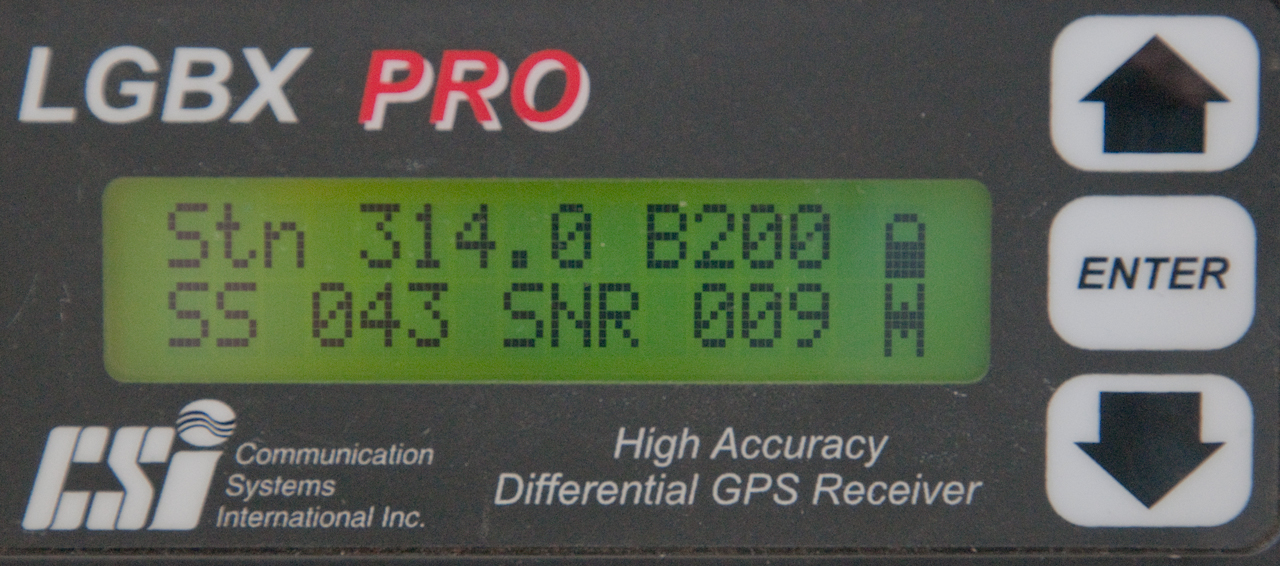 LGBX PRO
Stn 314.0 B200
SS 043 SNR 009
ENTER
CSi
Communication
Systems
International Inc.
High Accuracy
Differential GPS Receiver